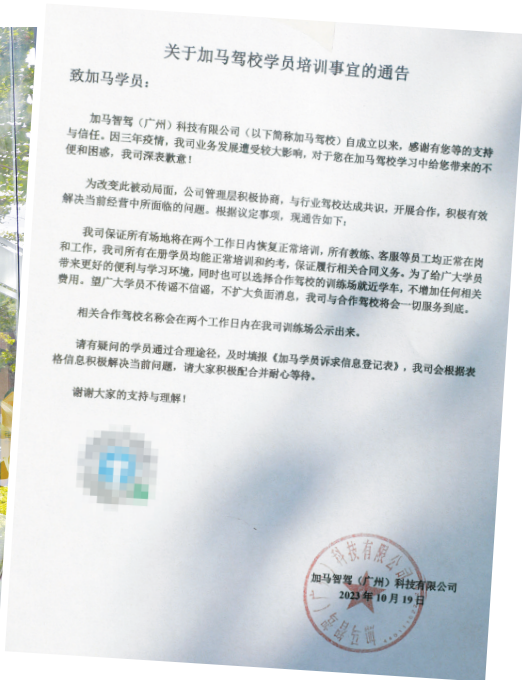 关于加马驾校学员培训事宜的通告
致加马学员：
加马智驾（广州）科技有限公司（以下简称加马驾校）自成立以来，感谢有您等的支持
与信任。因三年疫情，我司业务发展遭受较大影响，对于您在加马驾校学习中给您带来的不
便和困惑，我司深表歉意！
为改变此被动局面，公司管理层积极协商，与行业驾校达成共识，开展合作，积极有效
解决当前经营中所面临的问题。根据议定事项，现通告如下：
我司保证所有场地将在两个工作日内恢复正常培训，所有教练、客服等员工均正常在岗
和工作，我司所有在册学员均能正常培训和约考，保证履行相关合同义务。为了给广大学员
带来更好的便利与学习环境，同时也可以选择合作驾校的训练场就近学车，不增加任何相关
费用。望广大学员不传谣不信谣，不扩大负面消息，我司与合作驾校将会一切服务到底。
相关合作驾校名称会在两个工作日内在我司训练场公示出来。
请有疑问的学员通过合理途径，及时填报《加马学员诉求信息登记表》，我司会根据表
格信息积极解决当前问题，请大家积极配合并耐心等待。
谢谢大家的支持与理解！
加马智驾（广州）科技有限公司
2023年10月19日
加马智驾（广州）科技有限公司